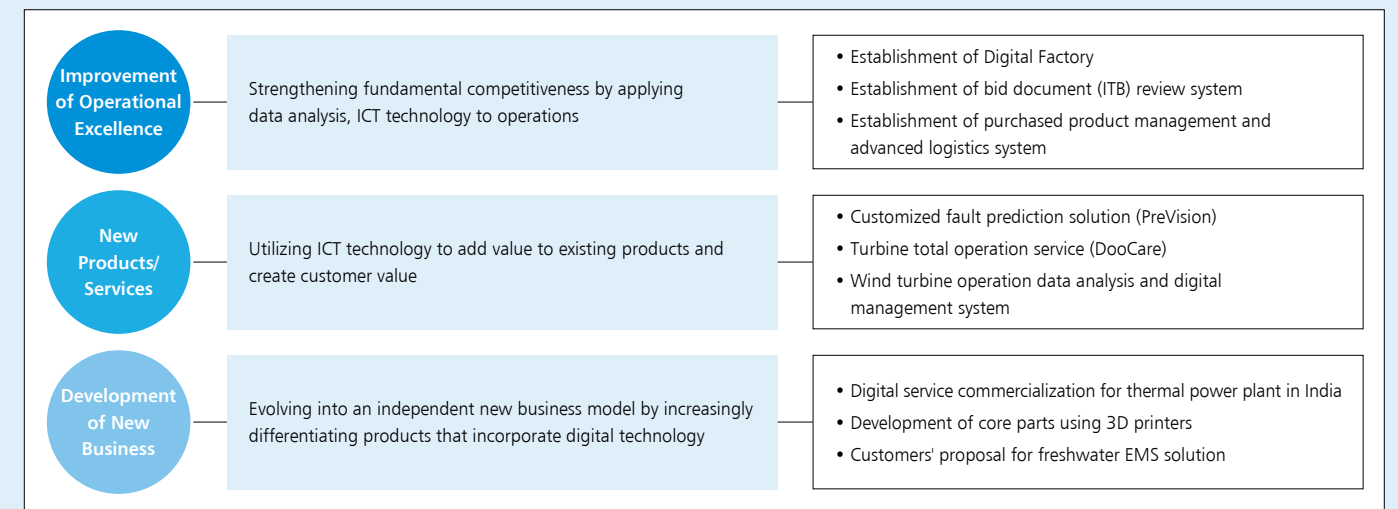 Improvement
of Operational
Excellence
Strengthening fundamental competitiveness by applying
data analysis, ICT technology to operations
• Establishment of Digital Factory
• Establishment of bid document (ITB) review system
• Establishment of purchased product management and
advanced logistics system
New
Products/
Services
Utilizing ICT technology to add value to existing products and
create customer value
• Customized fault prediction solution (PreVision)
• Turbine total operation service (DooCare)
• Wind turbine operation data analysis and digital
management system
Development
of New
Business
Evolving into an independent new business model by increasingly
differentiating products that incorporate digital technology
• Digital service commercialization for thermal power plant in India
• Development of core parts using 3D printers
• Customers' proposal for freshwater EMS solution